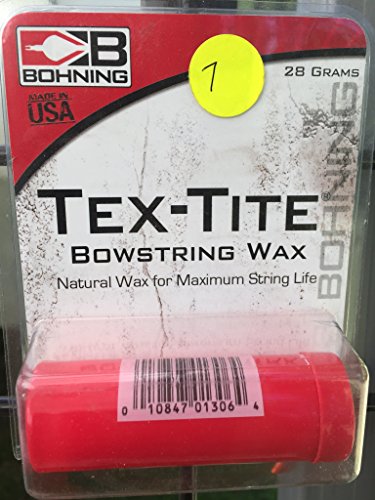 BOHNING
MADE IN
USA
7
28 GRAMS
BOHNING
TEX-TITE®
BOWSTRING WAX
Natural Wax for Maximum String Life
0 10847 01306 4